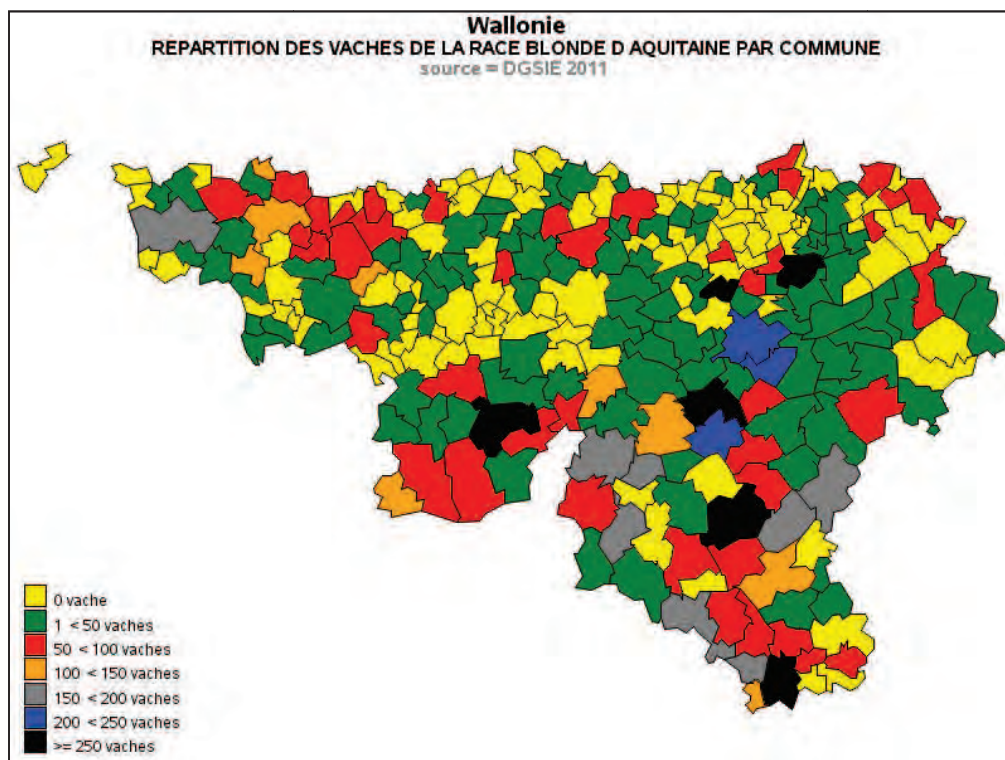 Wallonie
REPARTITION DES VACHES DE LA RACE BLONDE D AQUITAINE PAR COMMUNE
source = DGSIE 2011
0 vache
1 < 50 vaches
50 < 100 vaches
100 < 150 vaches
150 < 200 vaches
200 < 250 vaches
>= 250 vaches